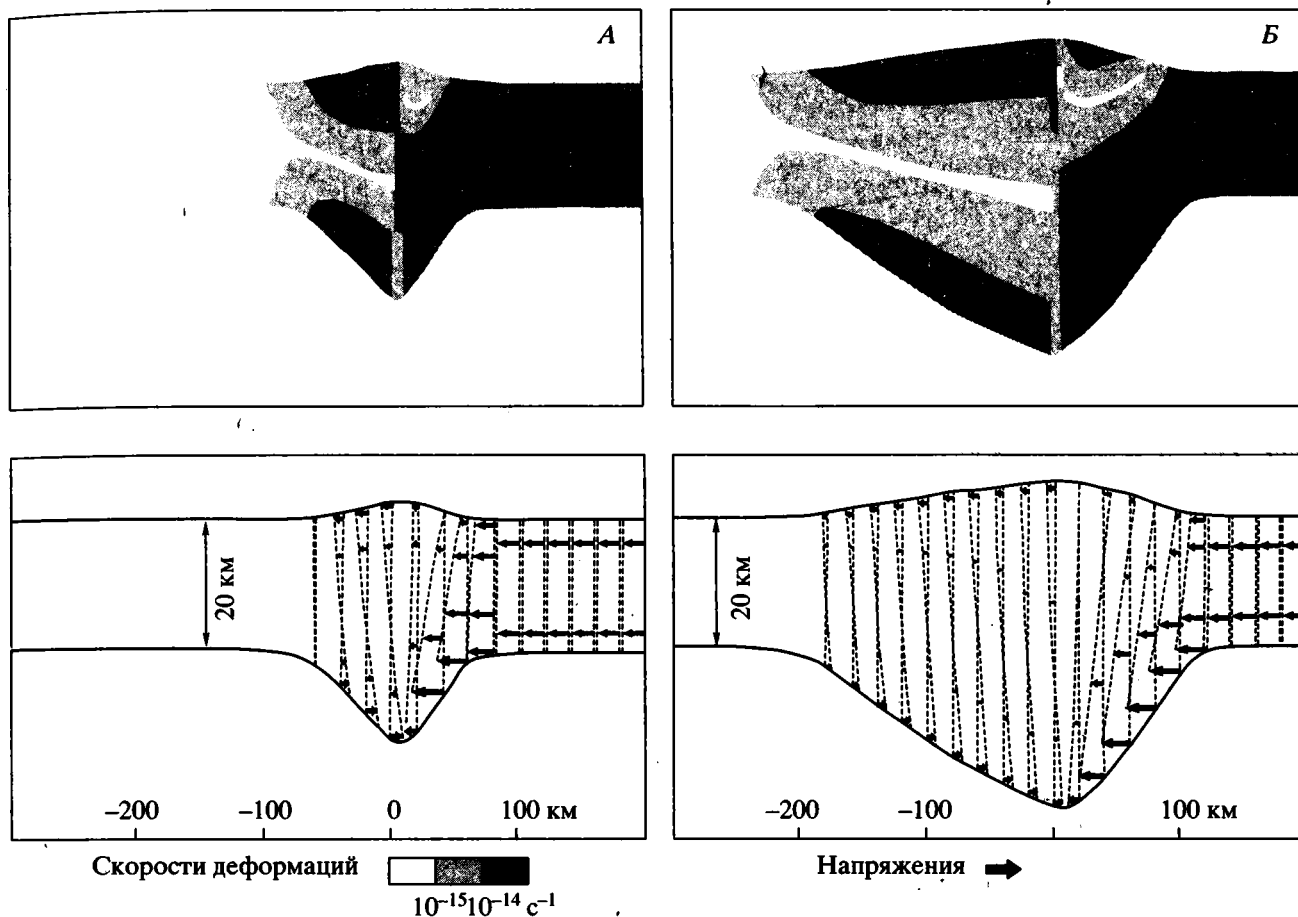 А
Б
20 км
20 км
–200 –100 0 100 км
–200 –100 0 100 км
Скорости деформаций
10⁻¹⁵10⁻¹⁴ с⁻¹
Напряжения